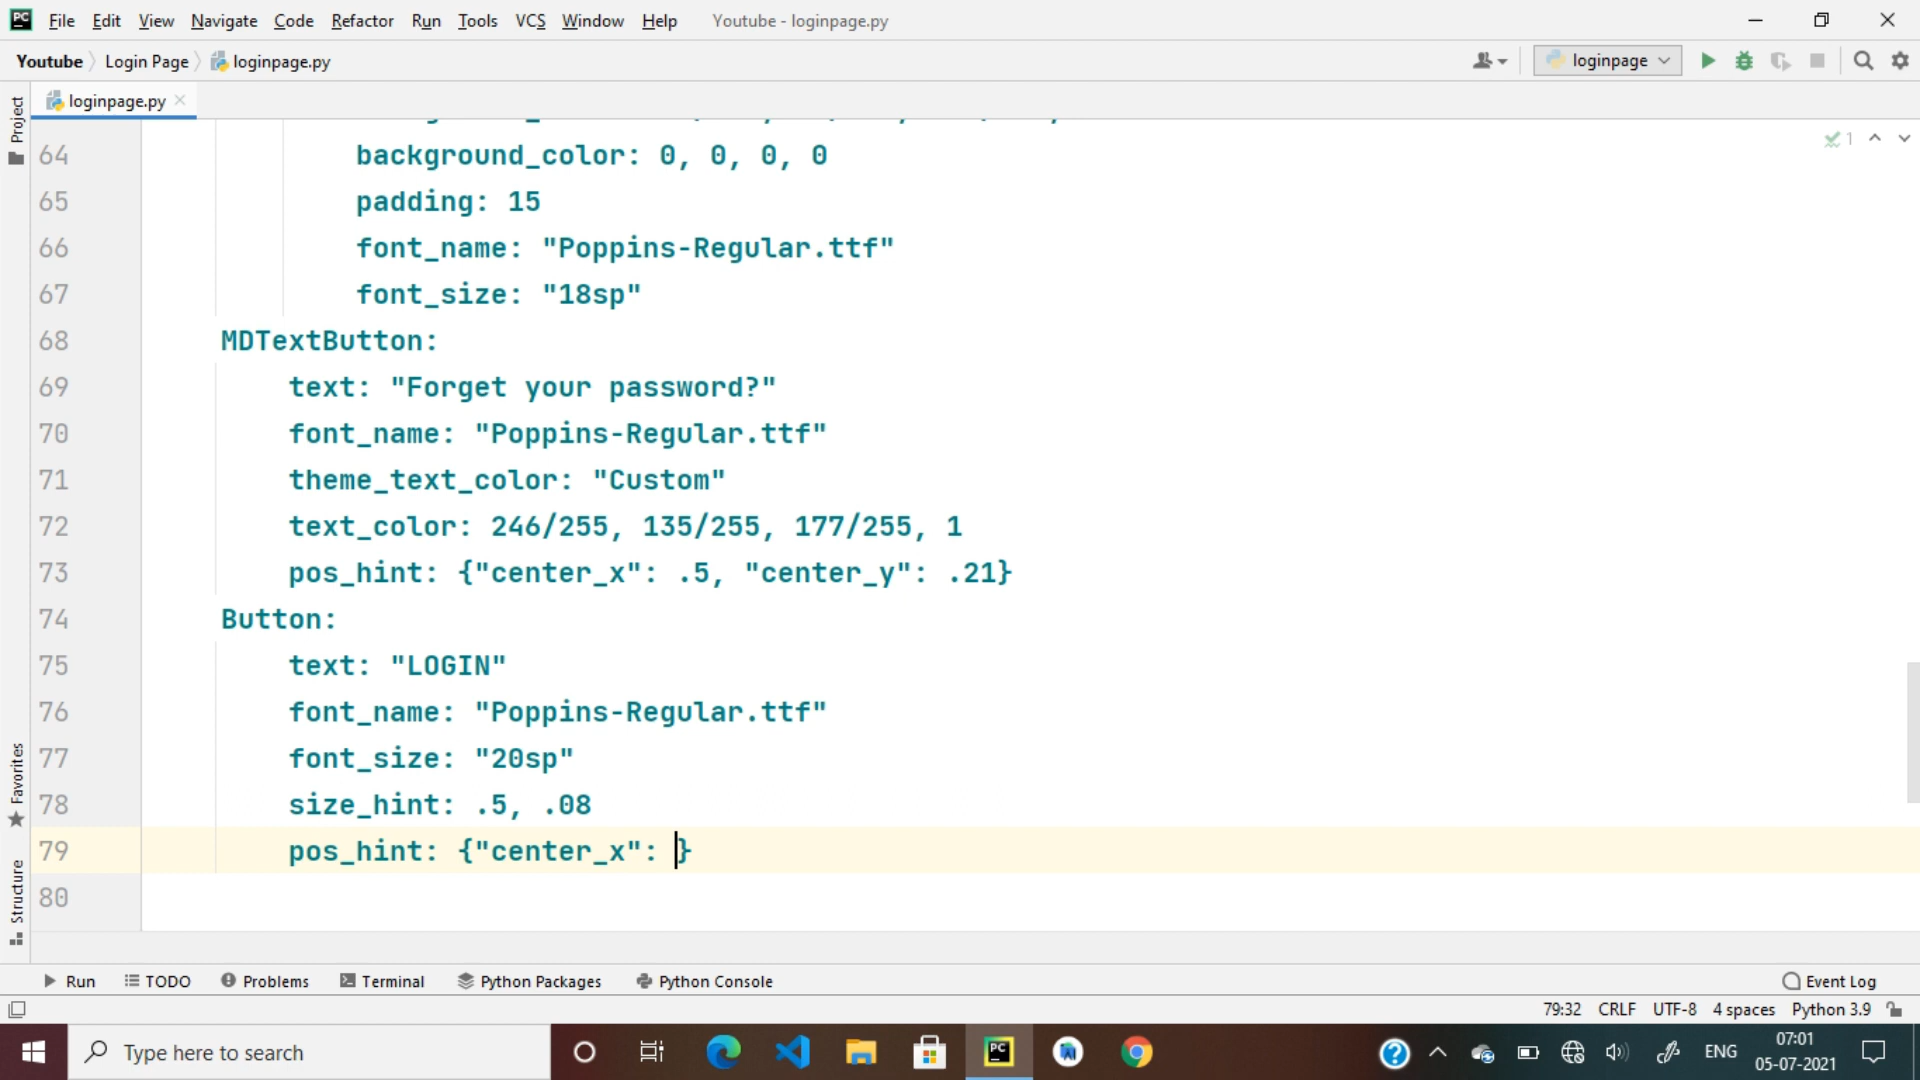 PC File Edit View Navigate Code Refactor Run Tools VCS Window Help Youtube - loginpage.py
Youtube Login Page loginpage.py loginpage
loginpage.py
Project
1
64 background_color: 0, 0, 0, 0
65 padding: 15
66 font_name: "Poppins-Regular.ttf"
67 font_size: "18sp"
68 MDTextButton:
69 text: "Forget your password?"
70 font_name: "Poppins-Regular.ttf"
71 theme_text_color: "Custom"
72 text_color: 246/255, 135/255, 177/255, 1
73 pos_hint: {"center_x": .5, "center_y": .21}
74 Button:
75 text: "LOGIN"
76 font_name: "Poppins-Regular.ttf"
77 font_size: "20sp"
78 size_hint: .5, .08
79 pos_hint: {"center_x": }
80
Favorites
Structure
Run TODO Problems Terminal Python Packages Python Console Event Log
79:32 CRLF UTF-8 4 spaces Python 3.9
Type here to search PC ENG 07:01
05-07-2021